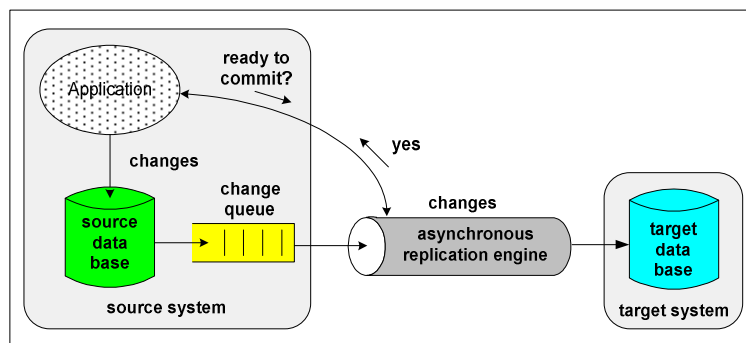 ready to
commit?
Application
yes
changes
change
queue
changes
source
data
base
asynchronous
replication engine
target
data
base
source system
target system